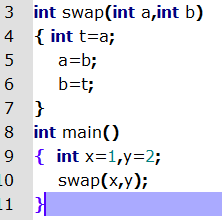 3 int swap(int a,int b)
4 { int t=a;
5 a=b;
6 b=t;
7 }
8 int main()
9 { int x=1,y=2;
10 swap(x,y);
11 }